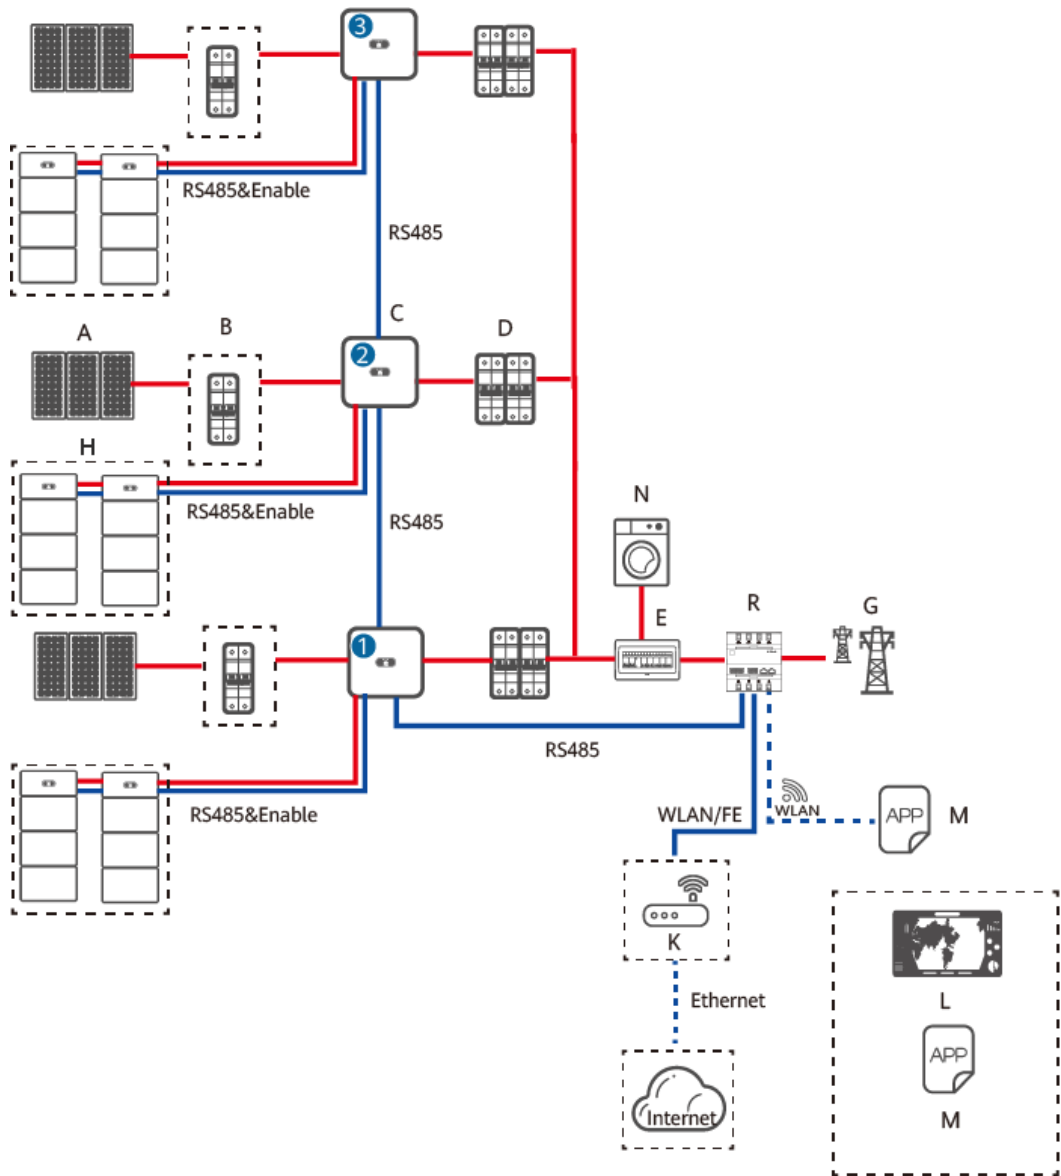 3
RS485&Enable
RS485
A
B
C
D
2
H
RS485&Enable
RS485
N
E
R
G
1
RS485
RS485&Enable
WLAN/FE
WLAN
APP
M
K
L
Ethernet
APP
M
Internet